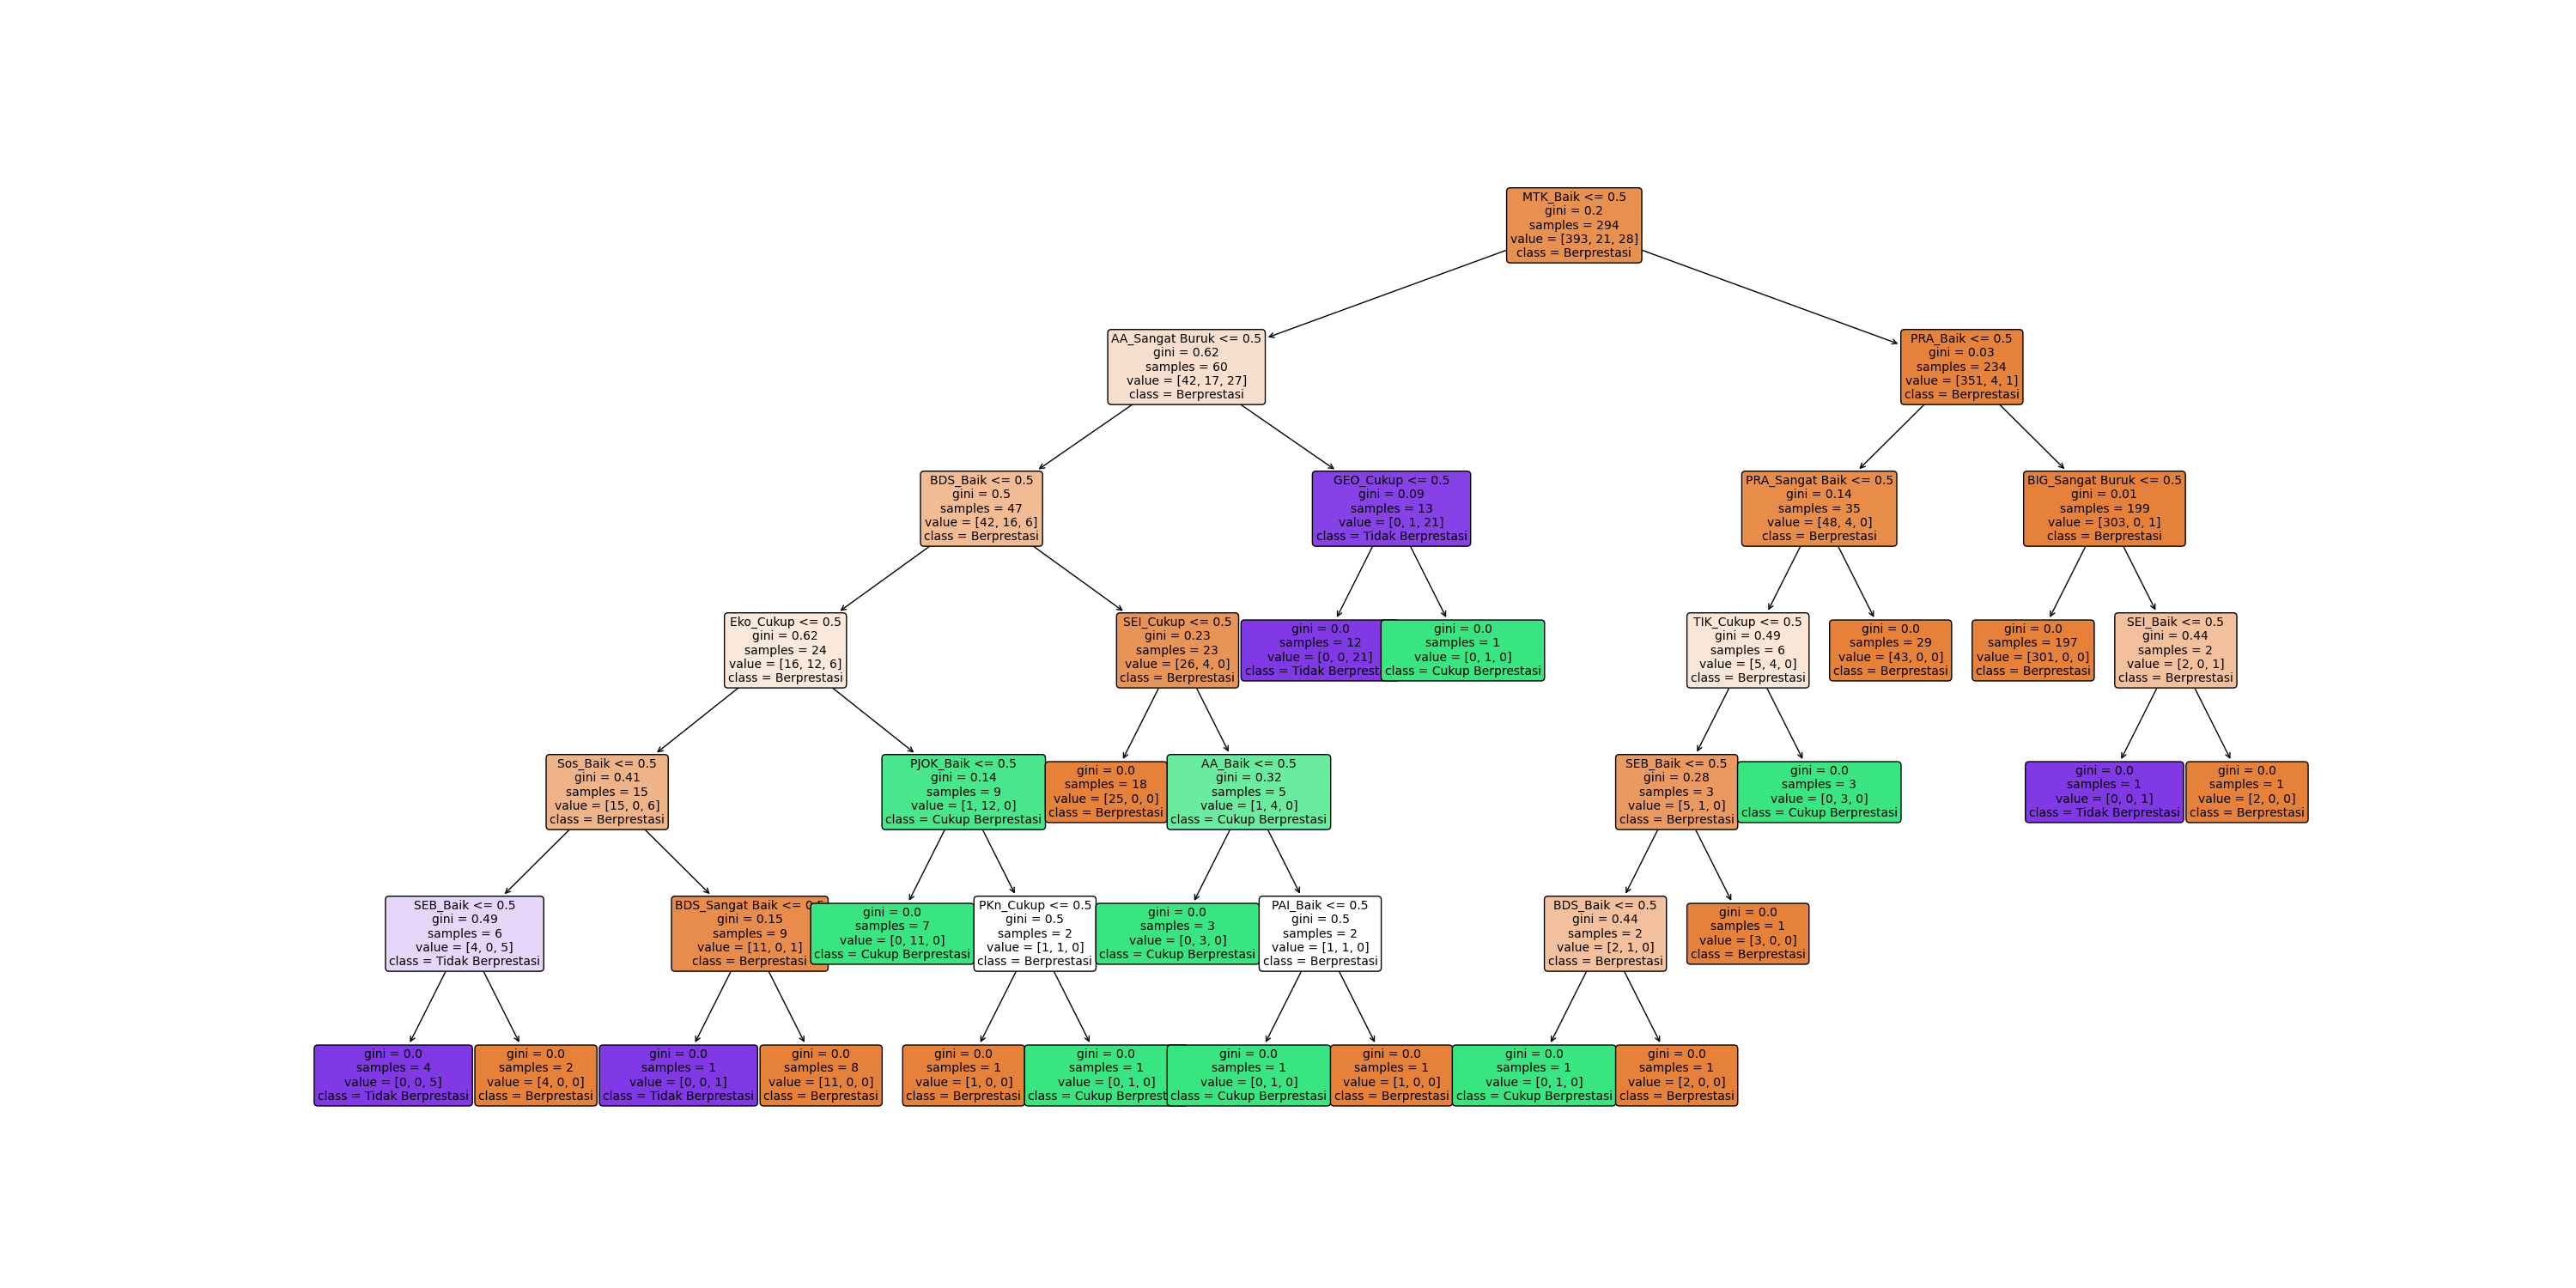 MTK_Baik <= 0.5
gini = 0.2
samples = 294
value = [393, 21, 28]
class = Berprestasi
AA_Sangat Buruk <= 0.5
gini = 0.62
samples = 60
value = [42, 17, 27]
class = Berprestasi
PRA_Baik <= 0.5
gini = 0.03
samples = 234
value = [351, 4, 1]
class = Berprestasi
BDS_Baik <= 0.5
gini = 0.5
samples = 47
value = [42, 16, 6]
class = Berprestasi
GEO_Cukup <= 0.5
gini = 0.09
samples = 13
value = [0, 1, 21]
class = Tidak Berprestasi
PRA_Sangat Baik <= 0.5
gini = 0.14
samples = 35
value = [48, 4, 0]
class = Berprestasi
BIG_Sangat Buruk <= 0.5
gini = 0.01
samples = 199
value = [303, 0, 1]
class = Berprestasi
Eko_Cukup <= 0.5
gini = 0.62
samples = 24
value = [16, 12, 6]
class = Berprestasi
SEI_Cukup <= 0.5
gini = 0.23
samples = 23
value = [26, 4, 0]
class = Berprestasi
gini = 0.0
samples = 12
value = [0, 0, 21]
class = Tidak Berprest
gini = 0.0
samples = 1
value = [0, 1, 0]
class = Cukup Berprestasi
TIK_Cukup <= 0.5
gini = 0.49
samples = 6
value = [5, 4, 0]
class = Berprestasi
gini = 0.0
samples = 29
value = [43, 0, 0]
class = Berprestasi
gini = 0.0
samples = 197
value = [301, 0, 0]
class = Berprestasi
SEI_Baik <= 0.5
gini = 0.44
samples = 2
value = [2, 0, 1]
class = Berprestasi
Sos_Baik <= 0.5
gini = 0.41
samples = 15
value = [15, 0, 6]
class = Berprestasi
PJOK_Baik <= 0.5
gini = 0.14
samples = 9
value = [1, 12, 0]
class = Cukup Berprestasi
gini = 0.0
samples = 18
value = [25, 0, 0]
class = Berprestasi
AA_Baik <= 0.5
gini = 0.32
samples = 5
value = [1, 4, 0]
class = Cukup Berprestasi
SEB_Baik <= 0.5
gini = 0.28
samples = 3
value = [5, 1, 0]
class = Berprestasi
gini = 0.0
samples = 3
value = [0, 3, 0]
class = Cukup Berprestasi
gini = 0.0
samples = 1
value = [0, 0, 1]
class = Tidak Berprestasi
gini = 0.0
samples = 1
value = [2, 0, 0]
class = Berprestasi
SEB_Baik <= 0.5
gini = 0.49
samples = 6
value = [4, 0, 5]
class = Tidak Berprestasi
BDS_Sangat Baik <= 0.5
gini = 0.15
samples = 9
value = [11, 0, 1]
class = Berprestasi
gini = 0.0
samples = 7
value = [0, 11, 0]
class = Cukup Berprestasi
PKn_Cukup <= 0.5
gini = 0.5
samples = 2
value = [1, 1, 0]
class = Berprestasi
gini = 0.0
samples = 3
value = [0, 3, 0]
class = Cukup Berprestasi
PAI_Baik <= 0.5
gini = 0.5
samples = 2
value = [1, 1, 0]
class = Berprestasi
BDS_Baik <= 0.5
gini = 0.44
samples = 2
value = [2, 1, 0]
class = Berprestasi
gini = 0.0
samples = 1
value = [3, 0, 0]
class = Berprestasi
gini = 0.0
samples = 4
value = [0, 0, 5]
class = Tidak Berprestasi
gini = 0.0
samples = 2
value = [4, 0, 0]
class = Berprestasi
gini = 0.0
samples = 1
value = [0, 0, 1]
class = Tidak Berprestasi
gini = 0.0
samples = 8
value = [11, 0, 0]
class = Berprestasi
gini = 0.0
samples = 1
value = [1, 0, 0]
class = Berprestasi
gini = 0.0
samples = 1
value = [0, 1, 0]
class = Cukup Berprest
gini = 0.0
samples = 1
value = [0, 1, 0]
class = Cukup Berprestasi
gini = 0.0
samples = 1
value = [1, 0, 0]
class = Berprestasi
gini = 0.0
samples = 1
value = [0, 1, 0]
class = Cukup Berprestasi
gini = 0.0
samples = 1
value = [2, 0, 0]
class = Berprestasi